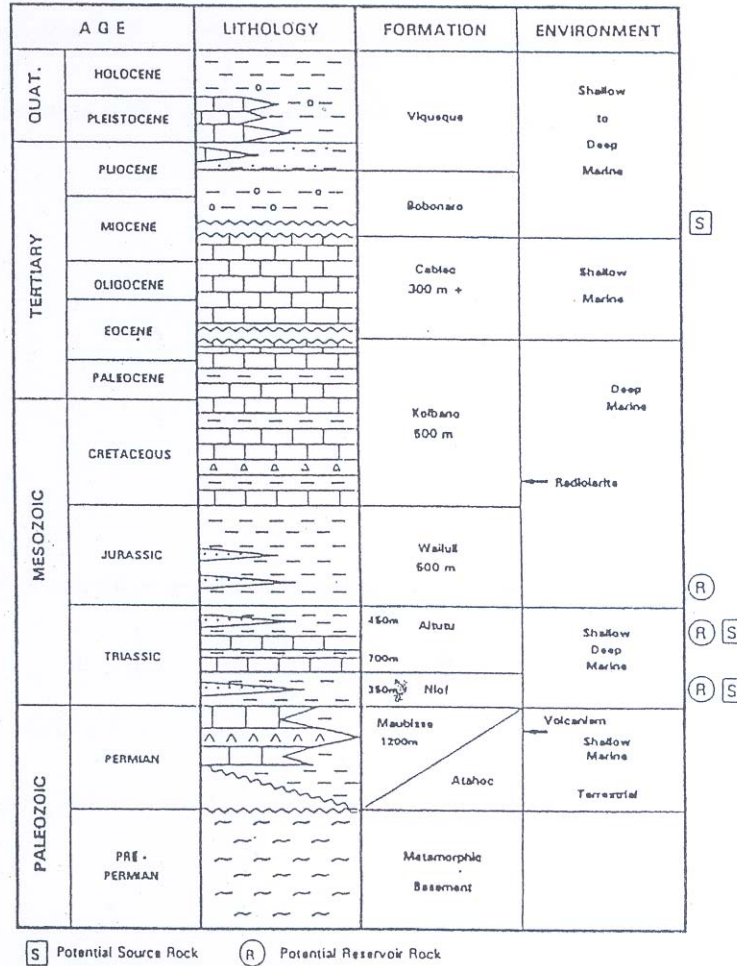 AGE LITHOLOGY FORMATION ENVIRONMENT
QUAT.
HOLOCENE
PLEISTOCENE
Viqueque
Shallow
to
Deep
Marine
TERTIARY
PLIOCENE
MIOCENE
Bobonaro
S
OLIGOCENE
Cablac
300 m +
Shallow
Marine
EOCENE
PALEOCENE
MESOZOIC
CRETACEOUS
Kolbano
600 m
Deep
Marine
Radiolarite
JURASSIC
Wailuli
600 m
R
TRIASSIC
450m Aitutu
700m
Shallow
Deep
Marine
R S
350m Niof
R S
PALEOZOIC
PERMIAN
Maubisse
1200m
Atahoc
Volcanism
Shallow
Marine
Terrestrial
PRE-
PERMIAN
Metamorphic
Basement
S Potential Source Rock R Potential Reservoir Rock